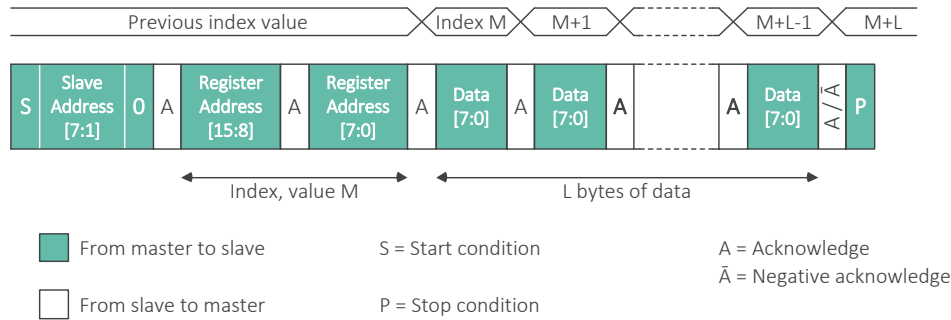 Previous index value
Index M
M+1
M+L-1
M+L
S
Slave
Address
[7:1]
0
A
Register
Address
[15:8]
A
Register
Address
[7:0]
A
Data
[7:0]
A
Data
[7:0]
A
A
Data
[7:0]
A / Ā
P
Index, value M
L bytes of data
From master to slave
S = Start condition
A = Acknowledge
Ā = Negative acknowledge
From slave to master
P = Stop condition